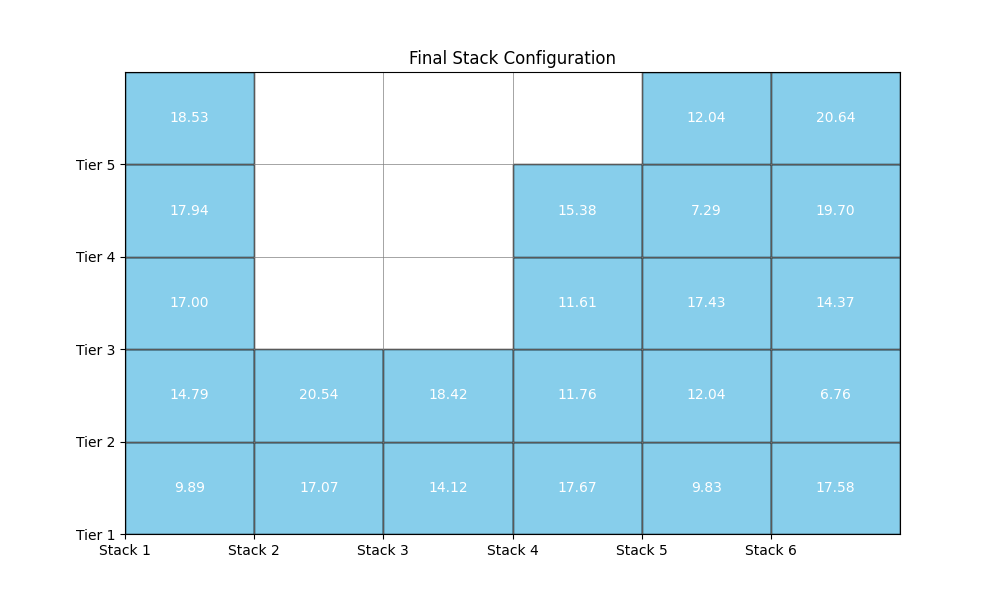 Final Stack Configuration
18.53 12.04 20.64
Tier 5
17.94 15.38 7.29 19.70
Tier 4
17.00 11.61 17.43 14.37
Tier 3
14.79 20.54 18.42 11.76 12.04 6.76
Tier 2
9.89 17.07 14.12 17.67 9.83 17.58
Tier 1
Stack 1 Stack 2 Stack 3 Stack 4 Stack 5 Stack 6